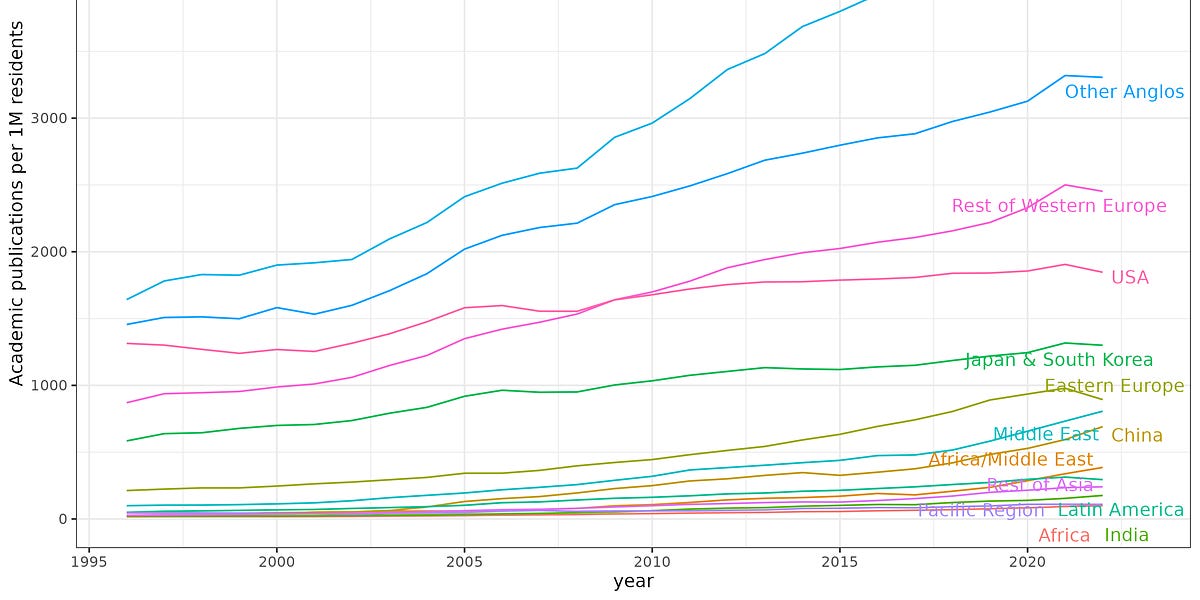 Academic publications per 1M residents
3000
2000
1000
0
Other Anglos
Rest of Western Europe
USA
Japan & South Korea
Eastern Europe
Middle East
China
Africa/Middle East
Rest of Asia
Pacific Region
Latin America
Africa
India
1995
2000
2005
2010
2015
2020
year